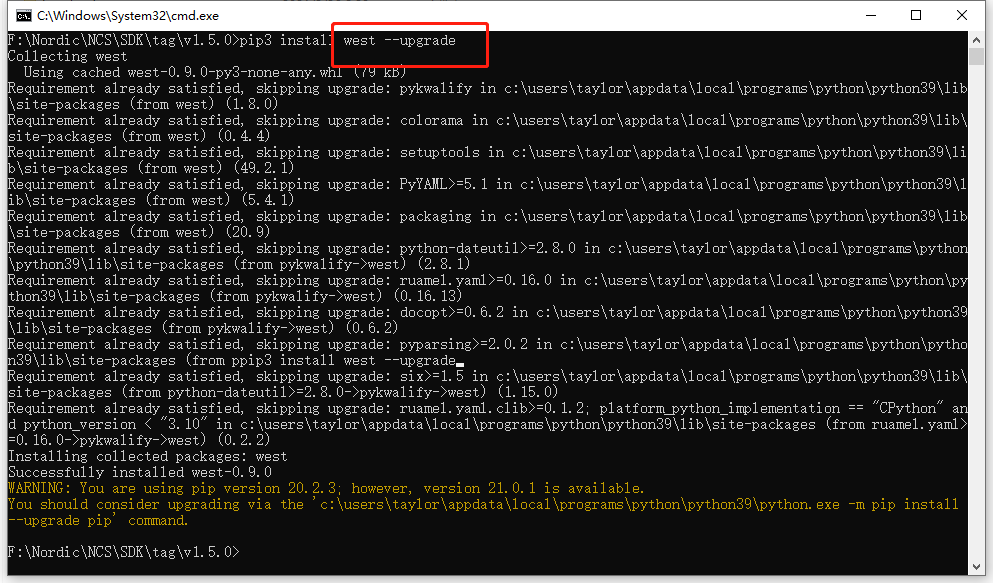 C:\Windows\System32\cmd.exe
F:\Nordic\NCS\SDK\tag\v1.5.0>pip3 install west --upgrade
Collecting west
  Using cached west-0.9.0-py3-none-any.whl (79 kB)
Requirement already satisfied, skipping upgrade: pykwalify in c:\users\taylor\appdata\local\programs\python\python39\lib
\site-packages (from west) (1.8.0)
Requirement already satisfied, skipping upgrade: colorama in c:\users\taylor\appdata\local\programs\python\python39\lib\
site-packages (from west) (0.4.4)
Requirement already satisfied, skipping upgrade: setuptools in c:\users\taylor\appdata\local\programs\python\python39\li
b\site-packages (from west) (49.2.1)
Requirement already satisfied, skipping upgrade: PyYAML>=5.1 in c:\users\taylor\appdata\local\programs\python\python39\l
ib\site-packages (from west) (5.4.1)
Requirement already satisfied, skipping upgrade: packaging in c:\users\taylor\appdata\local\programs\python\python39\lib
\site-packages (from west) (20.9)
Requirement already satisfied, skipping upgrade: python-dateutil>=2.8.0 in c:\users\taylor\appdata\local\programs\python
\python39\lib\site-packages (from pykwalify->west) (2.8.1)
Requirement already satisfied, skipping upgrade: ruamel.yaml>=0.16.0 in c:\users\taylor\appdata\local\programs\python\py
thon39\lib\site-packages (from pykwalify->west) (0.16.13)
Requirement already satisfied, skipping upgrade: docopt>=0.6.2 in c:\users\taylor\appdata\local\programs\python\python39
\lib\site-packages (from pykwalify->west) (0.6.2)
Requirement already satisfied, skipping upgrade: pyparsing>=2.0.2 in c:\users\taylor\appdata\local\programs\python\pytho
n39\lib\site-packages (from ppip3 install west --upgrade
Requirement already satisfied, skipping upgrade: six>=1.5 in c:\users\taylor\appdata\local\programs\python\python39\lib\
site-packages (from python-dateutil>=2.8.0->pykwalify->west) (1.15.0)
Requirement already satisfied, skipping upgrade: ruamel.yaml.clib>=0.1.2; platform_python_implementation == "CPython" an
d python_version < "3.10" in c:\users\taylor\appdata\local\programs\python\python39\lib\site-packages (from ruamel.yaml>
=0.16.0->pykwalify->west) (0.2.2)
Installing collected packages: west
Successfully installed west-0.9.0
WARNING: You are using pip version 20.2.3; however, version 21.0.1 is available.
You should consider upgrading via the 'c:\users\taylor\appdata\local\programs\python\python39\python.exe -m pip install
--upgrade pip' command.
F:\Nordic\NCS\SDK\tag\v1.5.0>